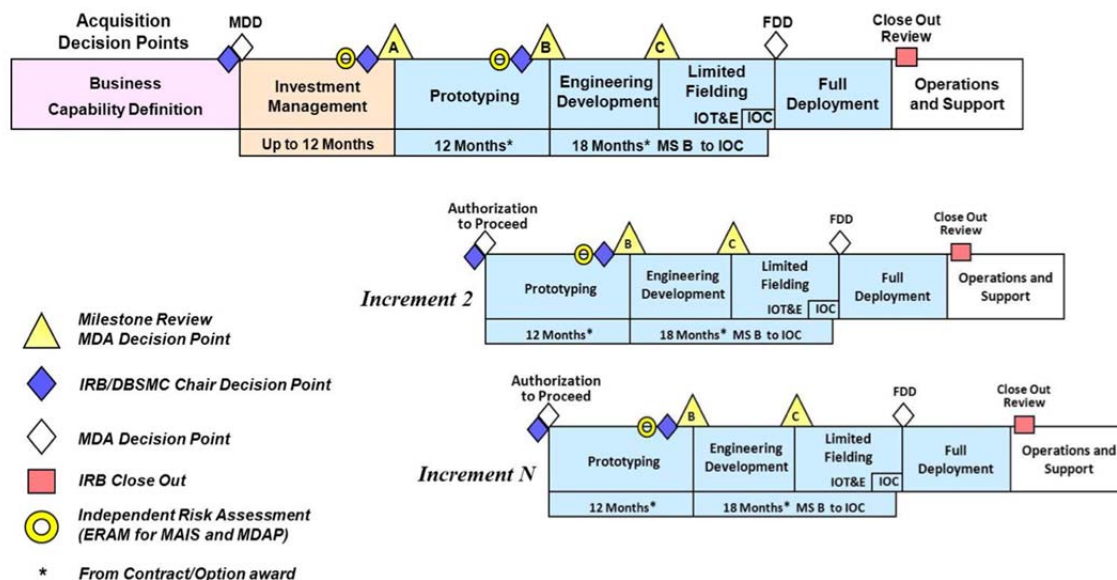 Acquisition
Decision Points
MDD
A
B
C
FDD
Close Out
Review
Business
Capability Definition
Investment
Management
Prototyping
Engineering
Development
Limited
Fielding
IOT&E
IOC
Full
Deployment
Operations
and Support
Up to 12 Months
12 Months*
18 Months* MS B to IOC
Authorization
to Proceed
B
C
FDD
Close Out
Review
Increment 2
Prototyping
Engineering
Development
Limited
Fielding
IOT&E
IOC
Full
Deployment
Operations and
Support
12 Months*
18 Months* MS B to IOC
Authorization
to Proceed
B
C
FDD
Close Out
Review
Increment N
Prototyping
Engineering
Development
Limited
Fielding
IOT&E
IOC
Full
Deployment
Operations and
Support
12 Months*
18 Months* MS B to IOC
Milestone Review
MDA Decision Point
IRB/DBSMC Chair Decision Point
MDA Decision Point
IRB Close Out
Independent Risk Assessment
(ERAM for MAIS and MDAP)
* From Contract/Option award